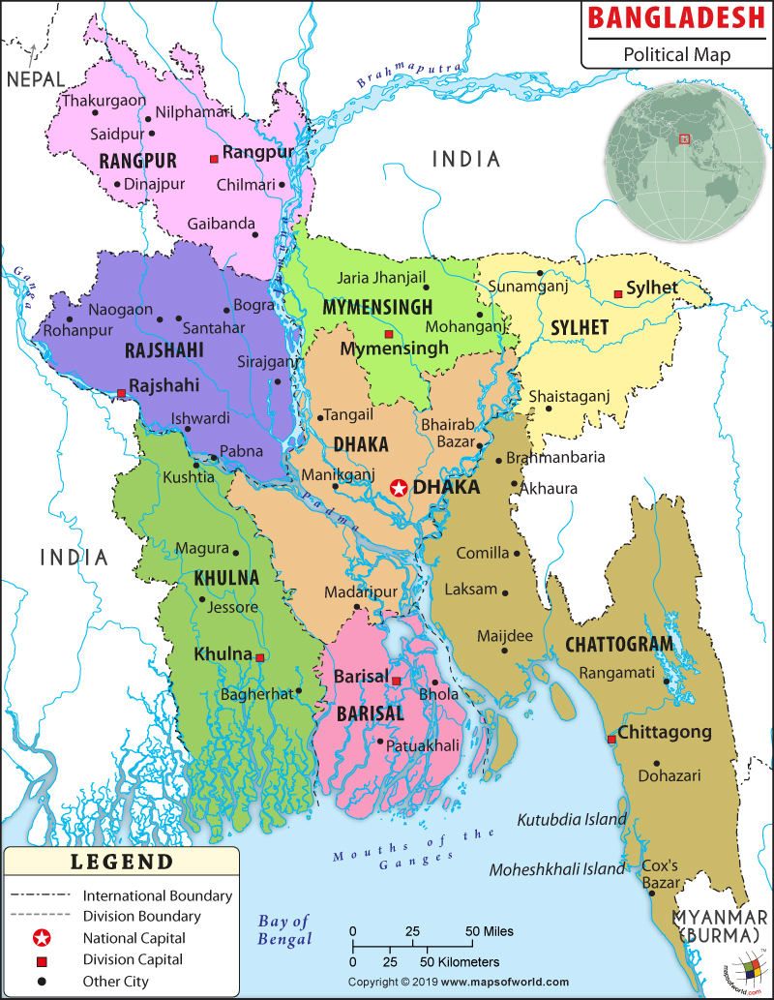 BANGLADESH
Political Map
NEPAL
Brahmaputra
Thakurgaon
Nilphamari
Saidpur
RANGPUR
Rangpur
INDIA
Dinajpur
Chilmari
Gaibanda
Ganga
Jaria Jhanjail
Sunamganj
Sylhet
Naogaon
Bogra
MYMENSINGH
Rohanpur
Santahar
Mohanganj
SYLHET
RAJSHAHI
Mymensingh
Sirajganj
Rajshahi
Shaistaganj
Ishwardi
Tangail
Bhairab
Bazar
DHAKA
Pabna
Brahmanbaria
Kushtia
Manikganj
DHAKA
Akhaura
Padma
INDIA
Magura
Comilla
KHULNA
Laksam
Madaripur
Jessore
Maijdee
CHATTOGRAM
Khulna
Barisal
Rangamati
Bagherhat
Bhola
BARISAL
Chittagong
Patuakhali
Dohazari
Kutubdia Island
Mouths of the
Ganges
Moheshkhali Island
Cox's
Bazar
LEGEND
International Boundary
Division Boundary
National Capital
Division Capital
Other City
Bay of
Bengal
0 25 50 Miles
0 25 50 Kilometers
Copyright © 2019 www.mapsofworld.com
MYANMAR
(BURMA)
mapsofworld.com